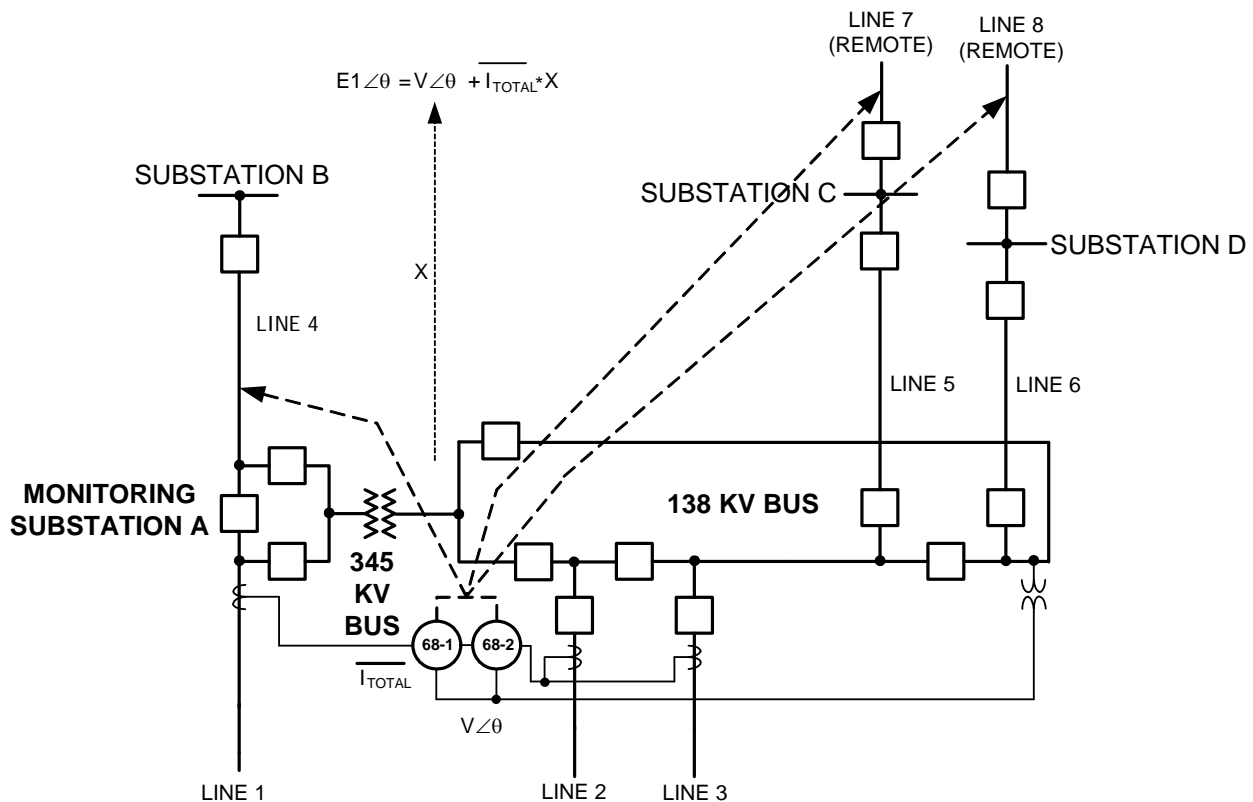 LINE 7
(REMOTE)
LINE 8
(REMOTE)
E1∠θ = V∠θ + I_TOTAL*X
SUBSTATION B
SUBSTATION C
SUBSTATION D
X
LINE 4
LINE 5
LINE 6
MONITORING
SUBSTATION A
138 KV BUS
345
KV
BUS
68-1
68-2
I_TOTAL
V∠θ
LINE 1
LINE 2
LINE 3